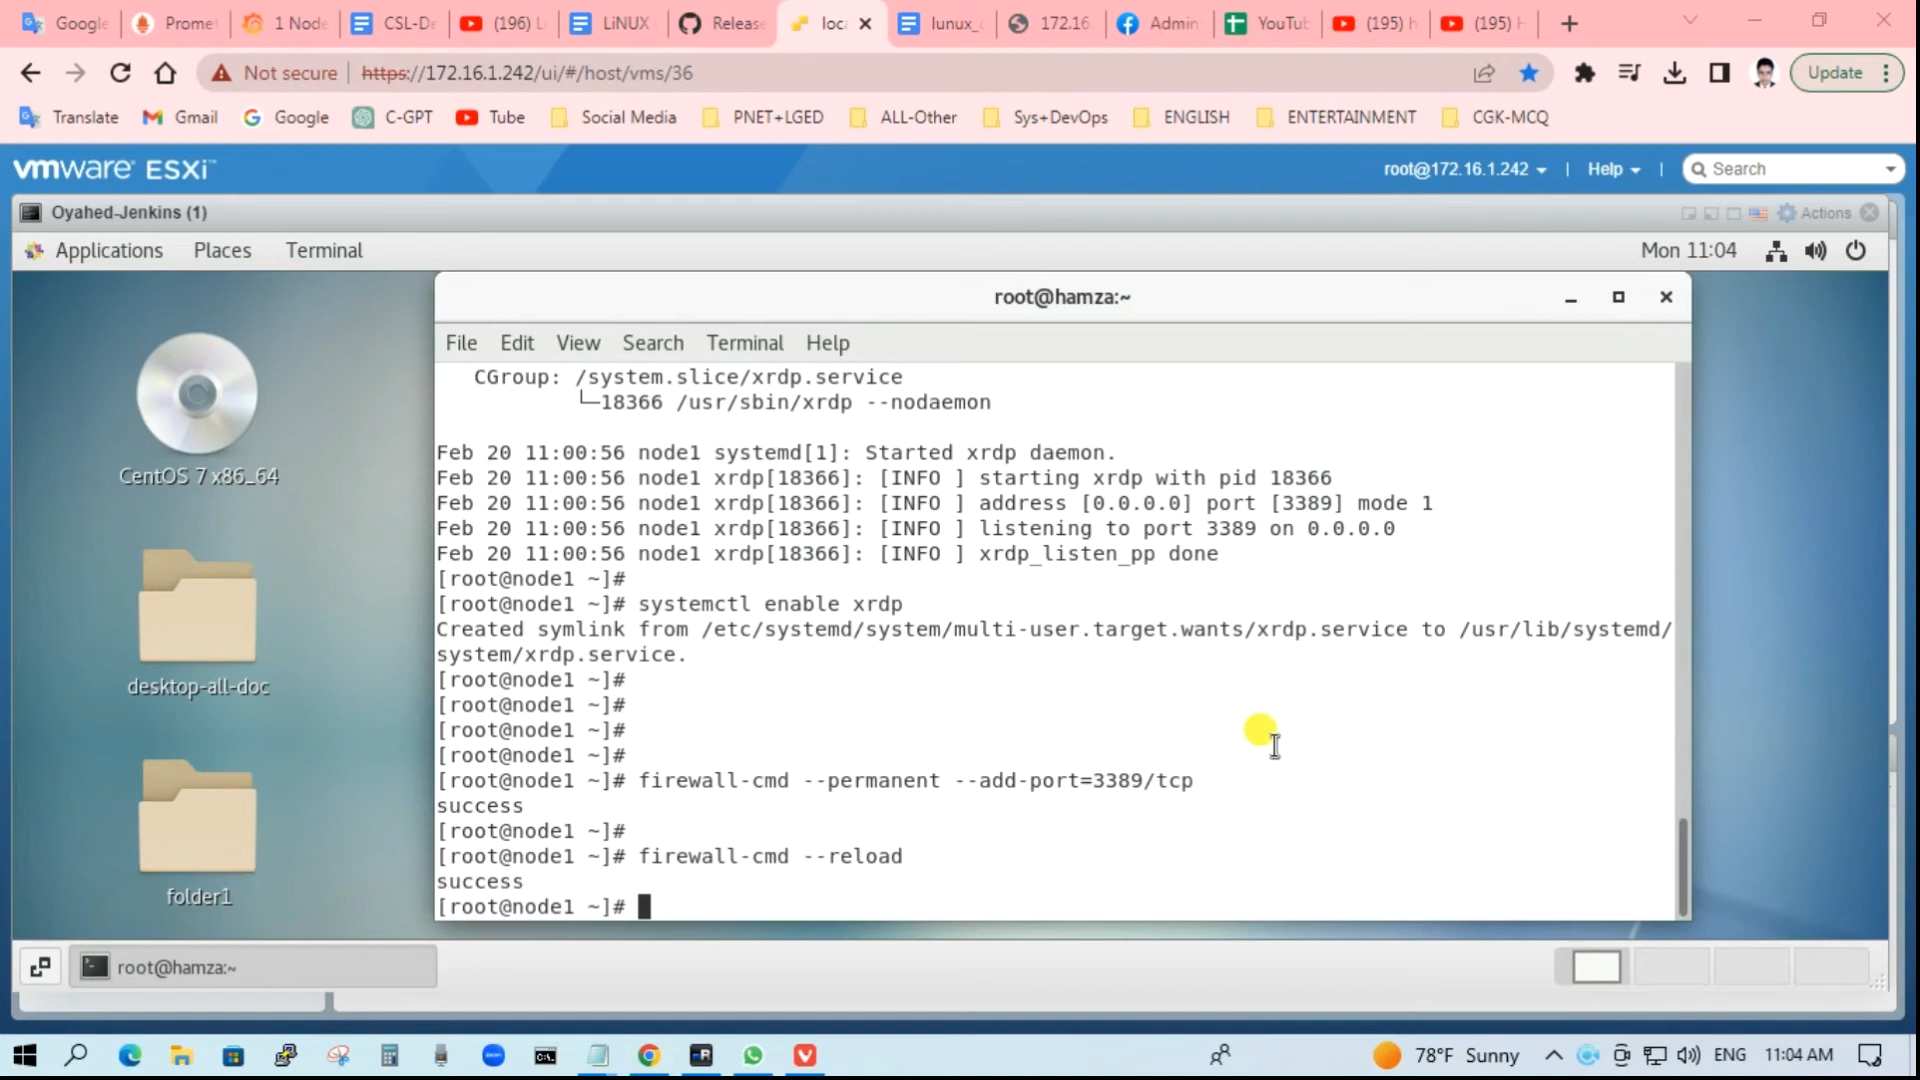 Google
Promet
1 Node
CSL-De
(196) L
LiNUX
Release
loca
lunux_c
172.16.
Admin
YouTub
(195) h
(195) H
Not secure
https://172.16.1.242/ui/#/host/vms/36
Update
Translate
Gmail
Google
C-GPT
Tube
Social Media
PNET+LGED
ALL-Other
Sys+DevOps
ENGLISH
ENTERTAINMENT
CGK-MCQ
vmware ESXi™
root@172.16.1.242
Help
Search
Oyahed-Jenkins (1)
Actions
Applications Places Terminal
Mon 11:04
root@hamza:~
File Edit View Search Terminal Help
CGroup: /system.slice/xrdp.service
└─18366 /usr/sbin/xrdp --nodaemon
Feb 20 11:00:56 node1 systemd[1]: Started xrdp daemon.
Feb 20 11:00:56 node1 xrdp[18366]: [INFO ] starting xrdp with pid 18366
Feb 20 11:00:56 node1 xrdp[18366]: [INFO ] address [0.0.0.0] port [3389] mode 1
Feb 20 11:00:56 node1 xrdp[18366]: [INFO ] listening to port 3389 on 0.0.0.0
Feb 20 11:00:56 node1 xrdp[18366]: [INFO ] xrdp_listen_pp done
[root@node1 ~]#
[root@node1 ~]# systemctl enable xrdp
Created symlink from /etc/systemd/system/multi-user.target.wants/xrdp.service to /usr/lib/systemd/
system/xrdp.service.
[root@node1 ~]#
[root@node1 ~]#
[root@node1 ~]#
[root@node1 ~]#
[root@node1 ~]# firewall-cmd --permanent --add-port=3389/tcp
success
[root@node1 ~]#
[root@node1 ~]# firewall-cmd --reload
success
[root@node1 ~]#
CentOS 7 x86_64
desktop-all-doc
folder1
root@hamza:~
78°F Sunny
ENG
11:04 AM